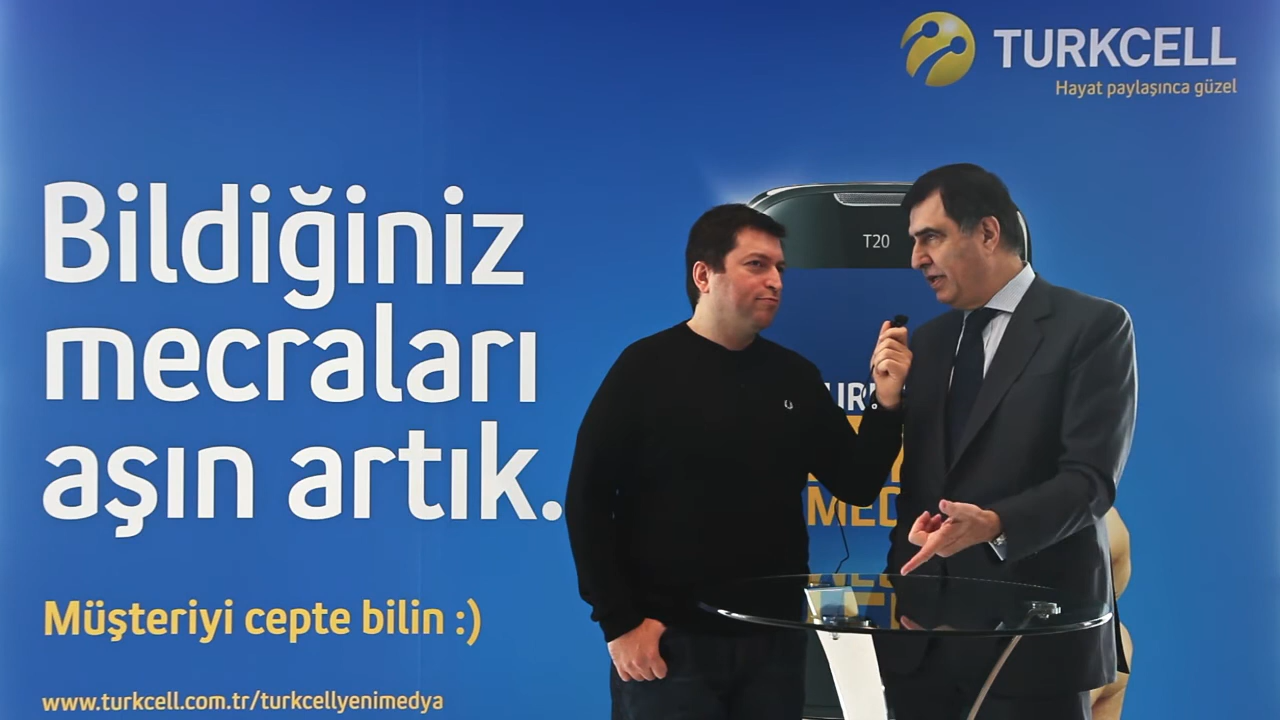 TURKCELL
Hayat paylaşınca güzel
Bildiğiniz
mecraları
aşın artık.
Müşteriyi cepte bilin :)
www.turkcell.com.tr/turkcellyenimedya
T20